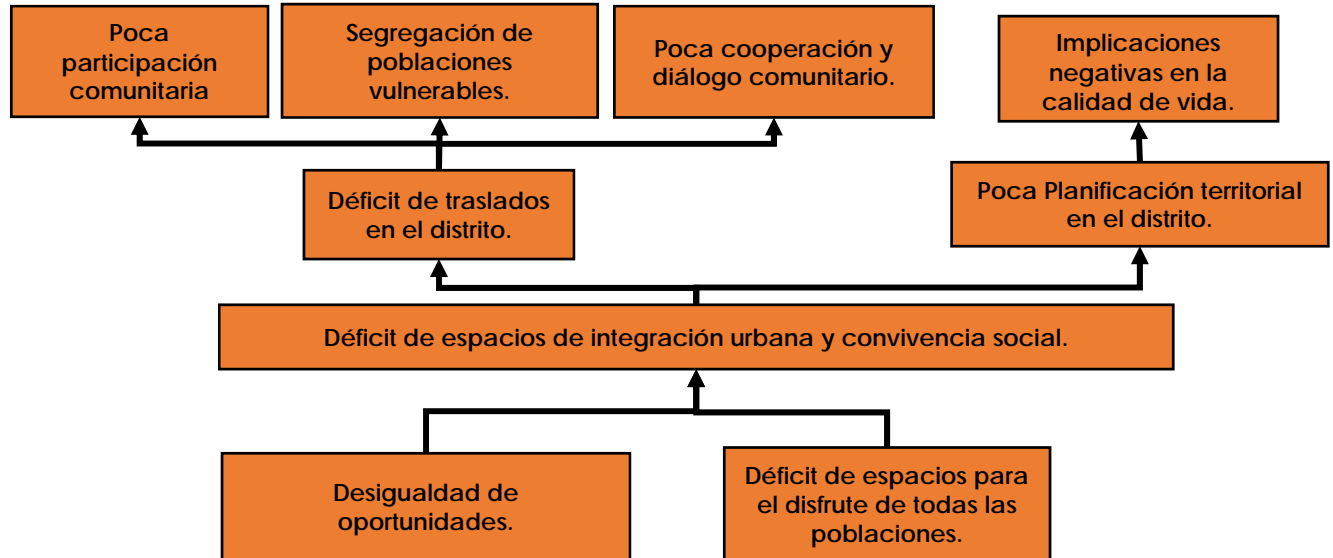 Poca
participación
comunitaria
Segregación de
poblaciones
vulnerables.
Poca cooperación y
diálogo comunitario.
Implicaciones
negativas en la
calidad de vida.
Déficit de traslados
en el distrito.
Poca Planificación territorial
en el distrito.
Déficit de espacios de integración urbana y convivencia social.
Desigualdad de
oportunidades.
Déficit de espacios para
el disfrute de todas las
poblaciones.